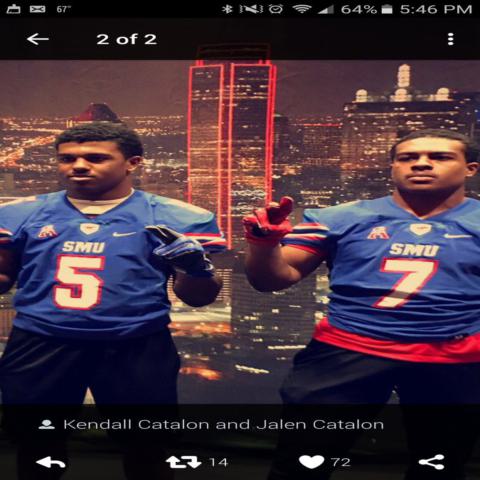 67° 64% 5:46 PM
2 of 2
SMU SMU
5 7
Kendall Catalon and Jalen Catalon
14 72